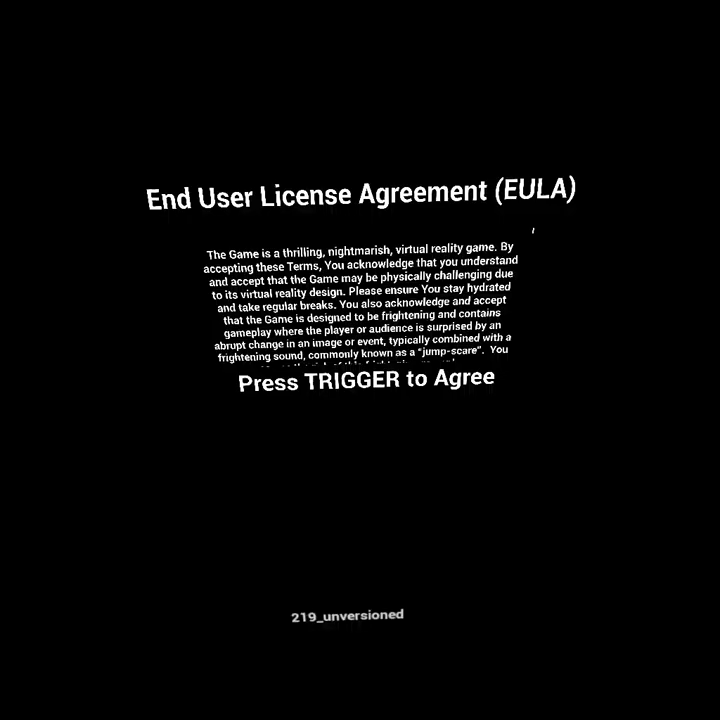 End User License Agreement (EULA)
The Game is a thrilling, nightmarish, virtual reality game. By
accepting these Terms, You acknowledge that you understand
and accept that the Game may be physically challenging due
to its virtual reality design. Please ensure You stay hydrated
and take regular breaks. You also acknowledge and accept
that the Game is designed to be frightening and contains
gameplay where the player or audience is surprised by an
abrupt change in an image or event, typically combined with a
frightening sound, commonly known as a "jump-scare". You
Press TRIGGER to Agree
219_unversioned